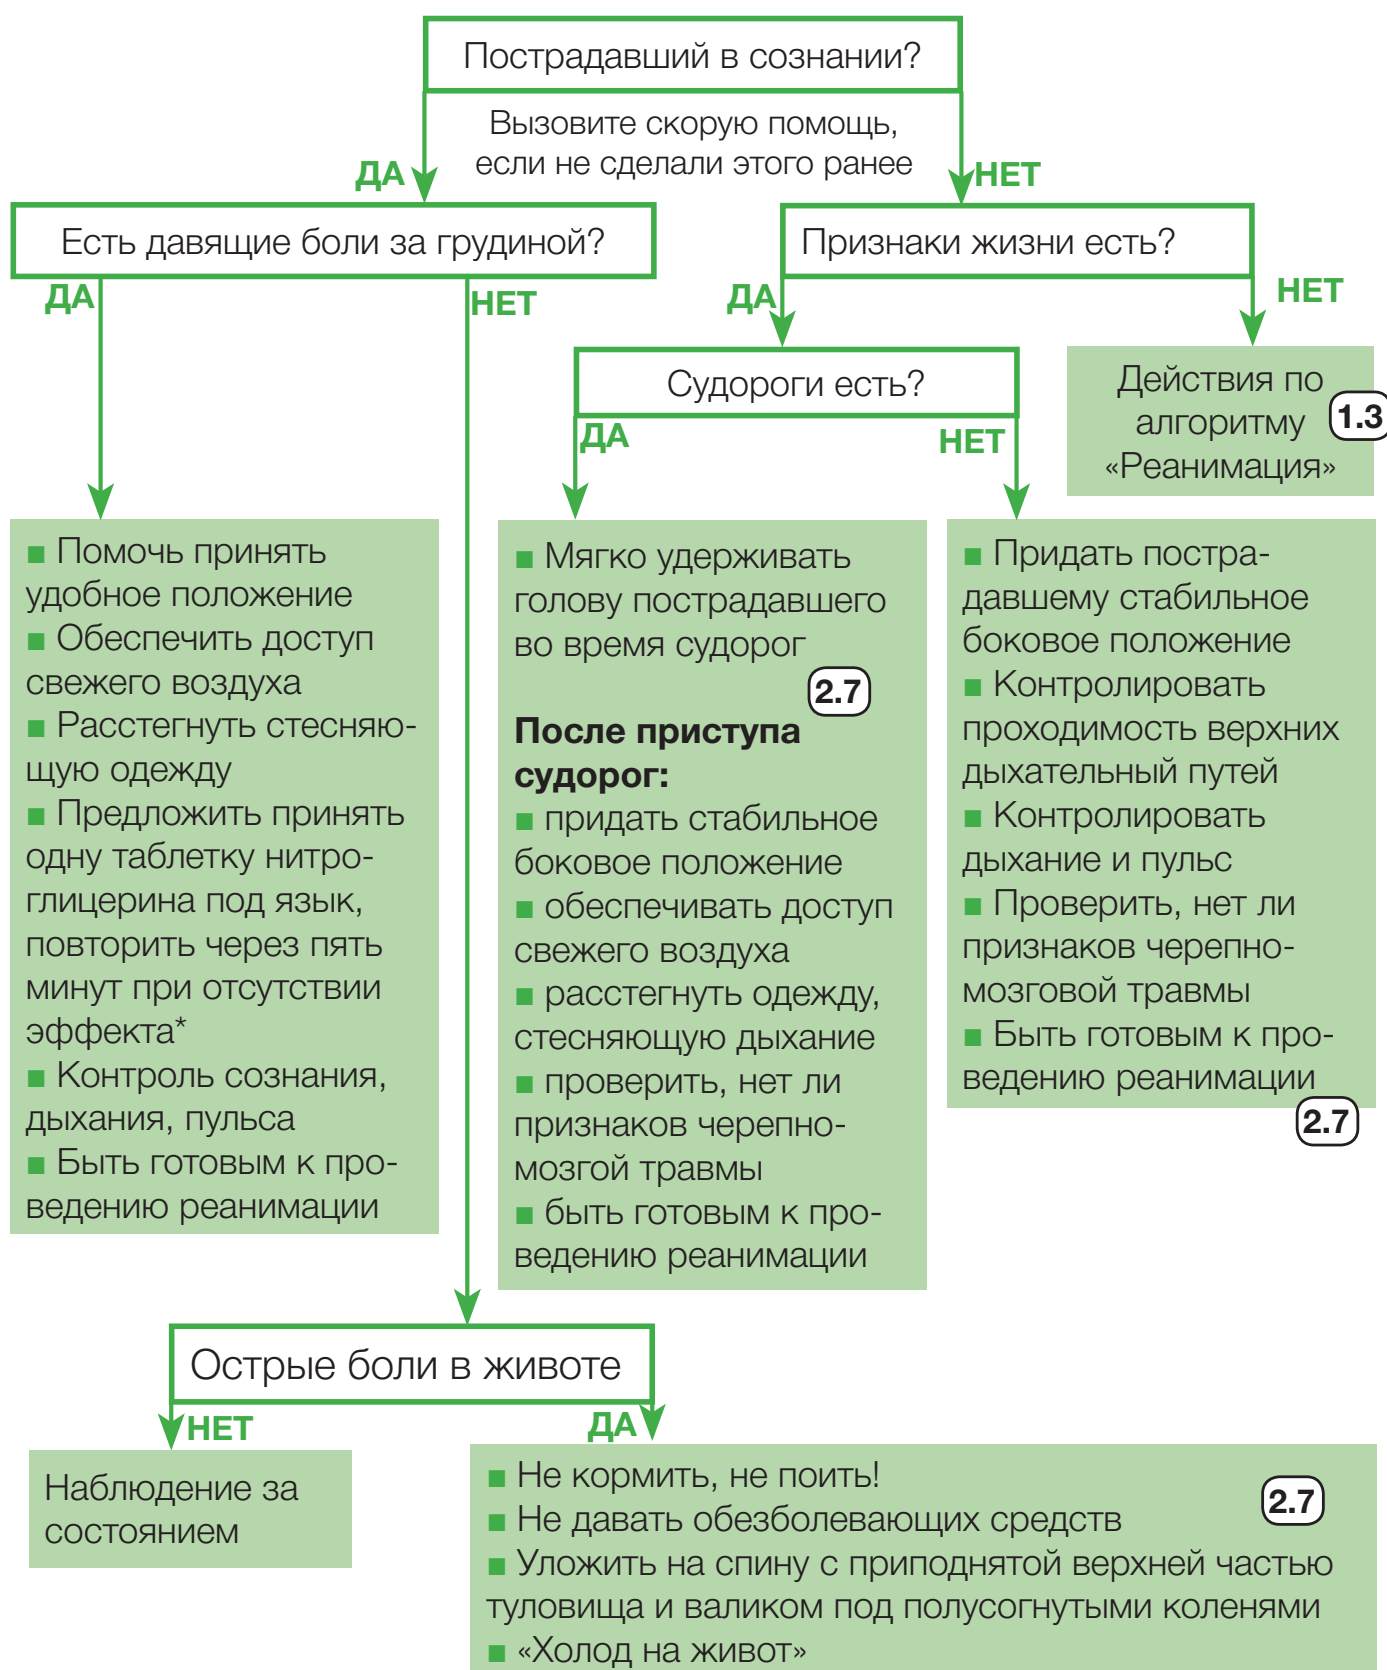 Пострадавший в сознании?
Вызовите скорую помощь,
если не сделали этого ранее
ДА
НЕТ
Есть давящие боли за грудиной?
Признаки жизни есть?
ДА
НЕТ
ДА
НЕТ
Судороги есть?
Действия по
алгоритму
«Реанимация»
1.3
ДА
НЕТ
■ Помочь принять
удобное положение
■ Обеспечить доступ
свежего воздуха
■ Расстегнуть стесняю-
щую одежду
■ Предложить принять
одну таблетку нитро-
глицерина под язык,
повторить через пять
минут при отсутствии
эффекта*
■ Контроль сознания,
дыхания, пульса
■ Быть готовым к про-
ведению реанимации
■ Мягко удерживать
голову пострадавшего
во время судорог
2.7
После приступа
судорог:
■ придать стабильное
боковое положение
■ обеспечивать доступ
свежего воздуха
■ расстегнуть одежду,
стесняющую дыхание
■ проверить, нет ли
признаков черепно-
мозгой травмы
■ быть готовым к про-
ведению реанимации
■ Придать постра-
давшему стабильное
боковое положение
■ Контролировать
проходимость верхних
дыхательный путей
■ Контролировать
дыхание и пульс
■ Проверить, нет ли
признаков черепно-
мозговой травмы
■ Быть готовым к про-
ведению реанимации
2.7
Острые боли в животе
НЕТ
ДА
Наблюдение за
состоянием
■ Не кормить, не поить!
■ Не давать обезболевающих средств
2.7
■ Уложить на спину с приподнятой верхней частью
туловища и валиком под полусогнутыми коленями
■ «Холод на живот»